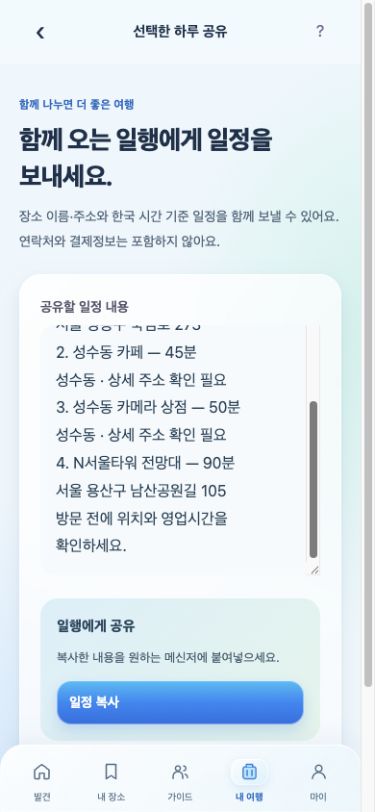 선택한 하루 공유
?
함께 나누면 더 좋은 여행
함께 오는 일행에게 일정을
보내세요.
장소 이름·주소와 한국 시간 기준 일정을 함께 보낼 수 있어요.
연락처와 결제정보는 포함하지 않아요.
공유할 일정 내용
2. 성수동 카페 — 45분
성수동 · 상세 주소 확인 필요
3. 성수동 카메라 상점 — 50분
성수동 · 상세 주소 확인 필요
4. N서울타워 전망대 — 90분
서울 용산구 남산공원길 105
방문 전에 위치와 영업시간을
확인하세요.
일행에게 공유
복사한 내용을 원하는 메신저에 붙여넣으세요.
일정 복사
발견
내 장소
가이드
내 여행
마이